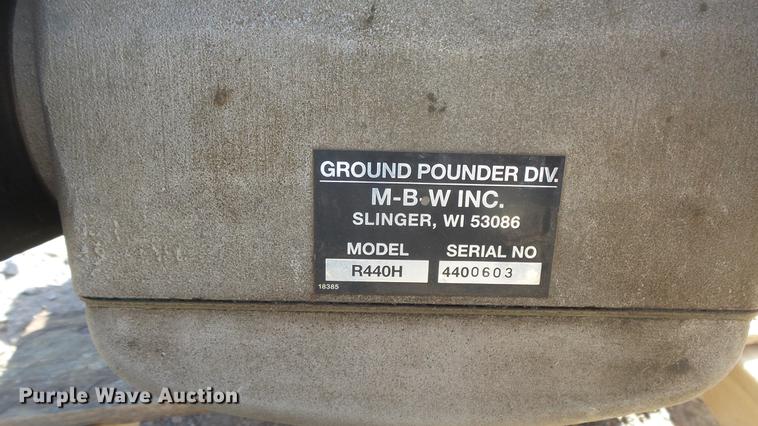 GROUND POUNDER DIV.
M-B-W INC.
SLINGER, WI 53086
MODEL SERIAL NO
R440H 4400603
18385
Purple Wave Auction